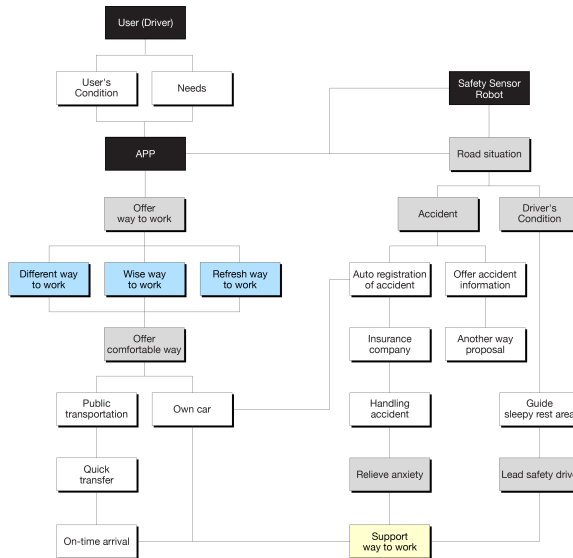 User (Driver)
User's
Condition
Needs
Safety Sensor
Robot
APP
Road situation
Offer
way to work
Accident
Driver's
Condition
Different way
to work
Wise way
to work
Refresh way
to work
Auto registration
of accident
Offer accident
information
Offer
comfortable way
Insurance
company
Another way
proposal
Public
transportation
Own car
Handling
accident
Guide
sleepy rest area
Quick
transfer
Relieve anxiety
Lead safety drive
On-time arrival
Support
way to work